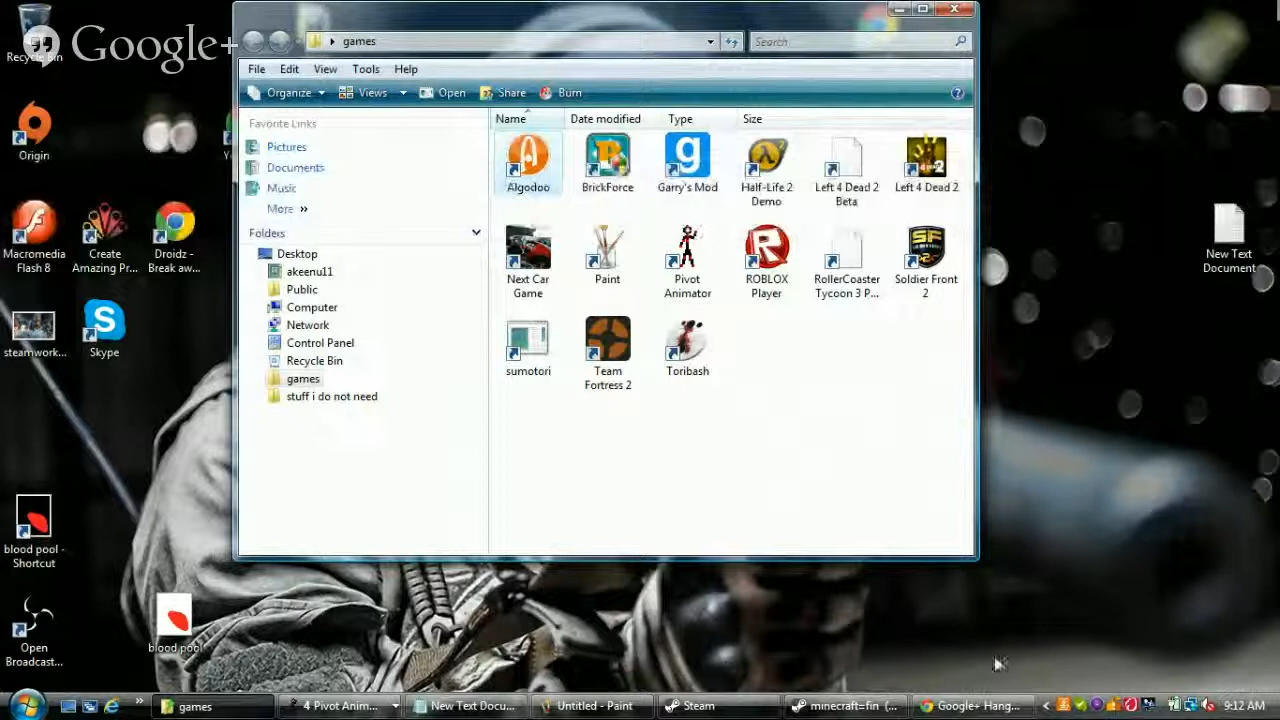 Google+
Recycle Bin
Origin
Macromedia
Flash 8
Create
Amazing Pr...
Droidz -
Break aw...
steamwork...
Skype
blood pool -
Shortcut
blood pool
Open
Broadcast...
games
Search
File Edit View Tools Help
Organize Views Open Share Burn
Favorite Links
Pictures
Documents
Music
More »
Folders
Desktop
akeenu11
Public
Computer
Network
Control Panel
Recycle Bin
games
stuff i do not need
Name Date modified Type Size
Algodoo
BrickForce
Garry's Mod
Half-Life 2
Demo
Left 4 Dead 2
Beta
Left 4 Dead 2
Next Car
Game
Paint
Pivot
Animator
ROBLOX
Player
RollerCoaster
Tycoon 3 P...
Soldier Front
2
sumotori
Team
Fortress 2
Toribash
New Text
Document
games
4 Pivot Anim...
New Text Docu...
Untitled - Paint
Steam
minecraft=fin (...
Google+ Hang...
9:12 AM